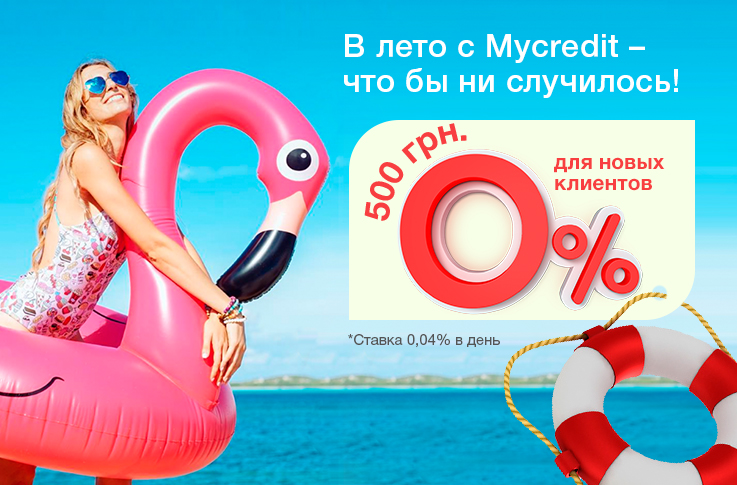 В лето с Mycredit –
что бы ни случилось!
500 грн.
0%
для новых
клиентов
*Ставка 0,04% в день